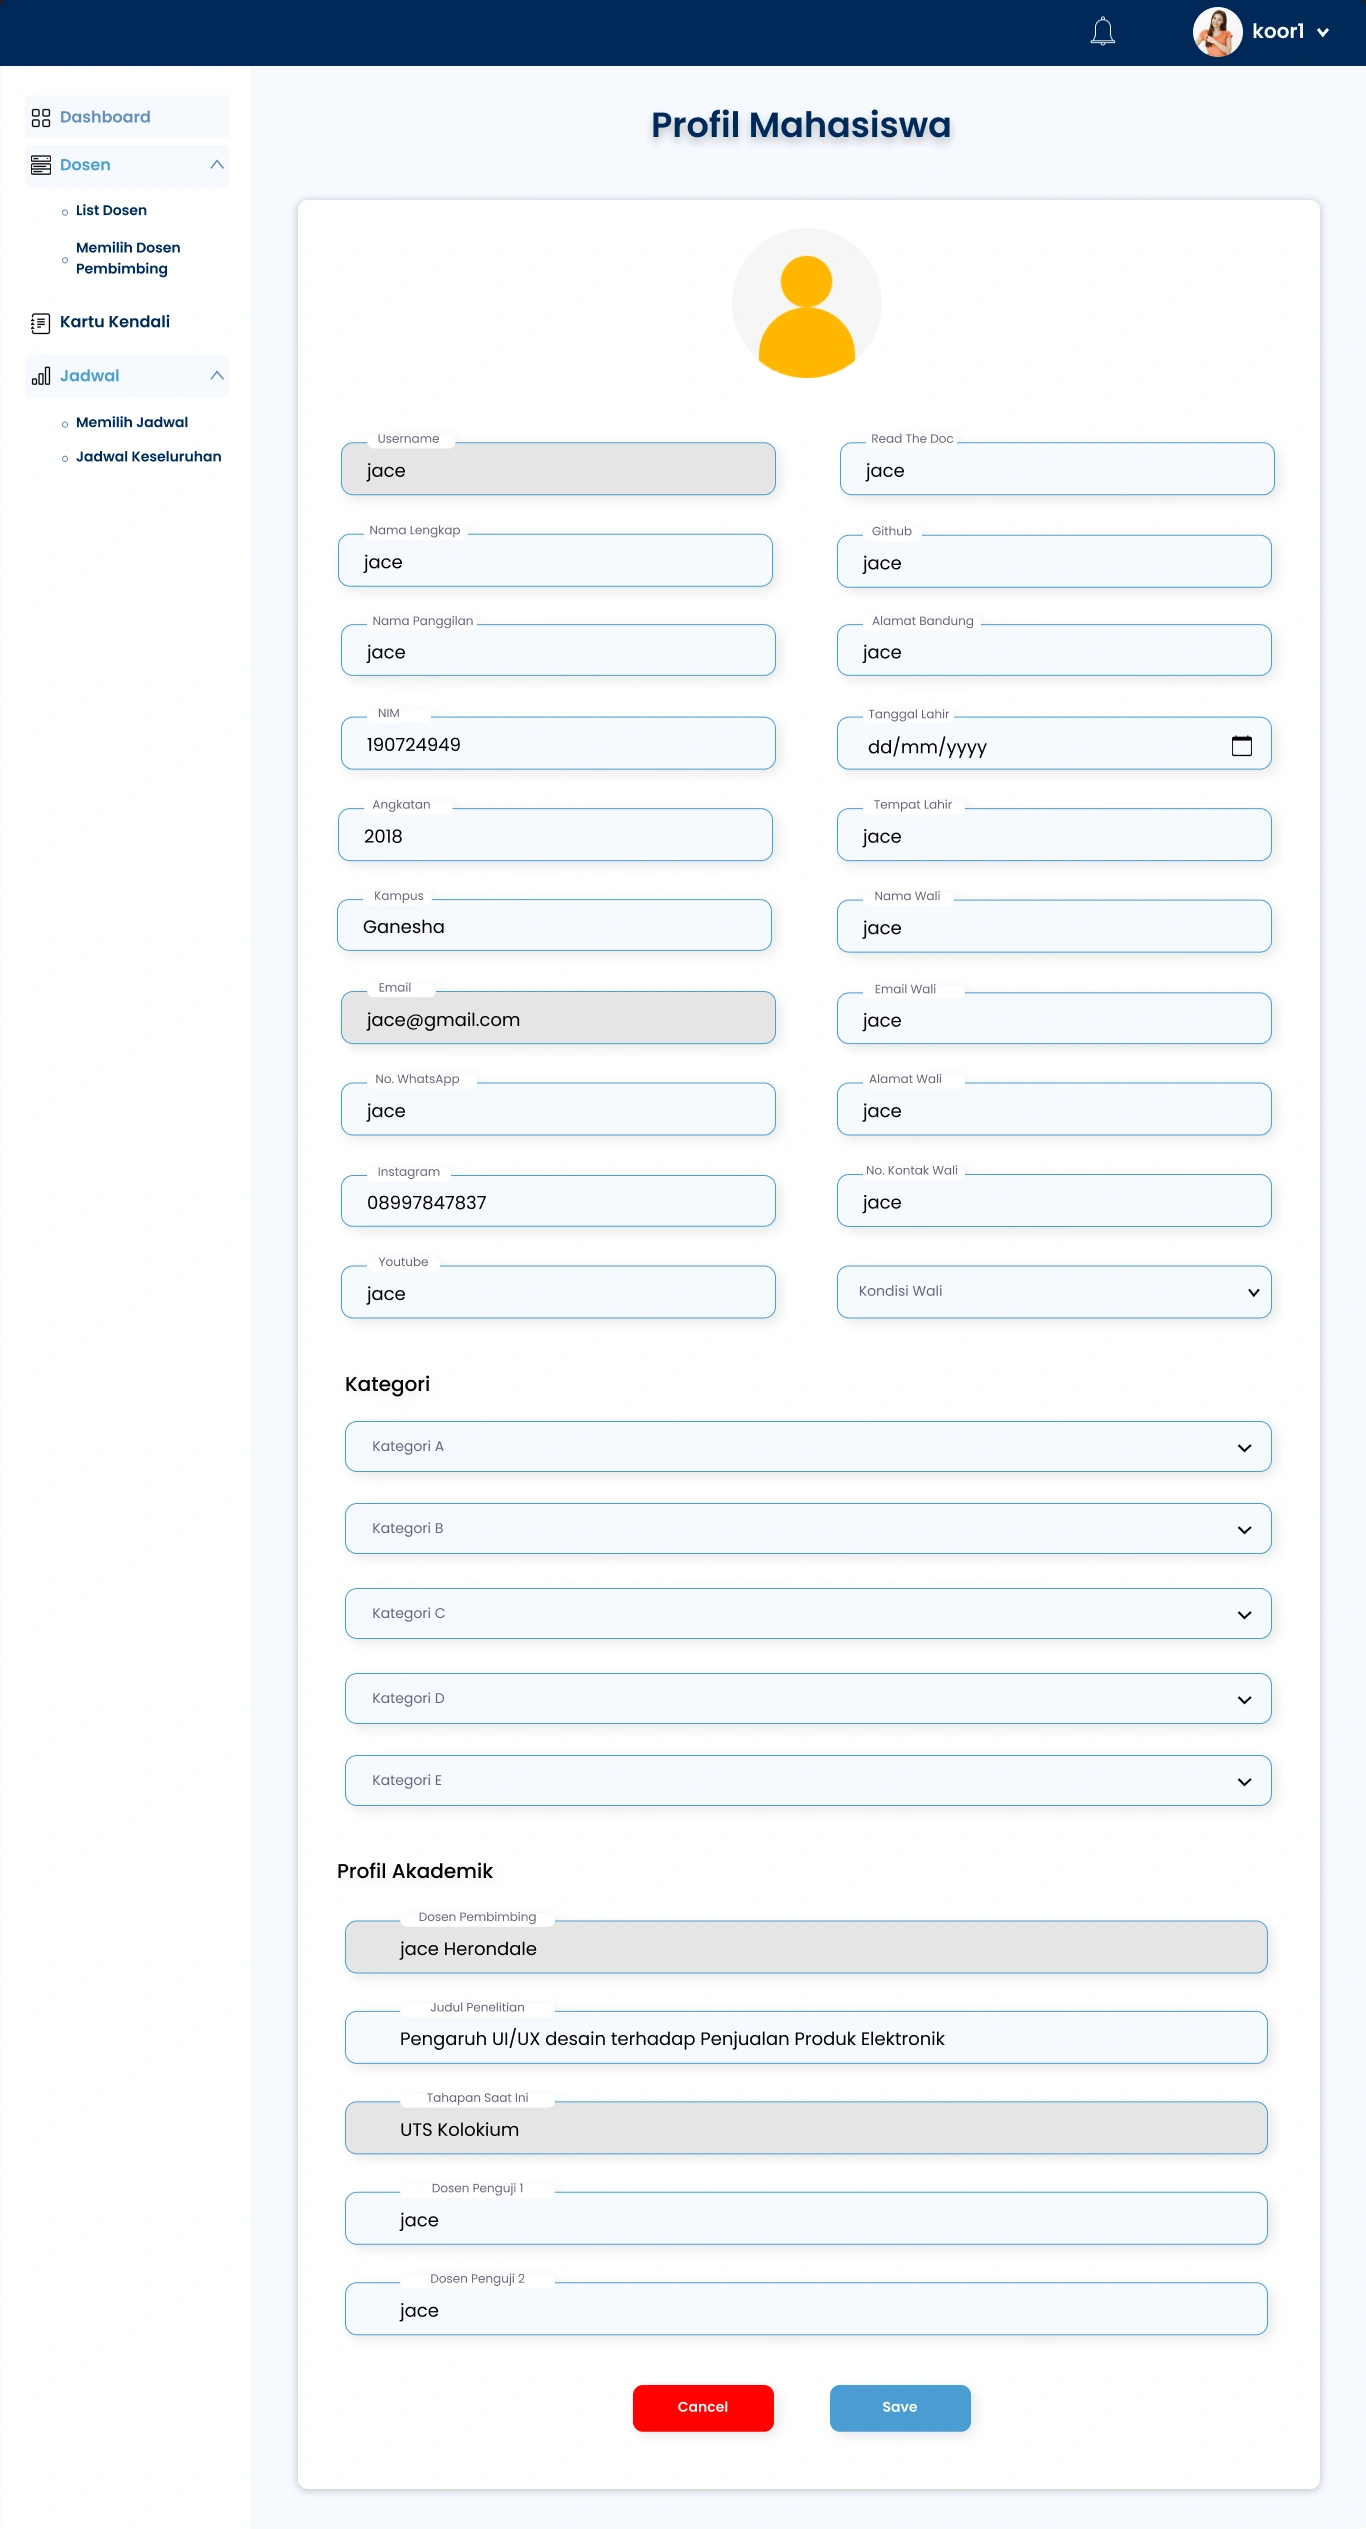 koor1
Dashboard
Dosen
List Dosen
Memilih Dosen
Pembimbing
Kartu Kendali
Jadwal
Memilih Jadwal
Jadwal Keseluruhan
Profil Mahasiswa
Username
jace
Read The Doc
jace
Nama Lengkap
jace
Github
jace
Nama Panggilan
jace
Alamat Bandung
jace
NIM
190724949
Tanggal Lahir
dd/mm/yyyy
Angkatan
2018
Tempat Lahir
jace
Kampus
Ganesha
Nama Wali
jace
Email
jace@gmail.com
Email Wali
jace
No. WhatsApp
jace
Alamat Wali
jace
Instagram
08997847837
No. Kontak Wali
jace
Youtube
jace
Kondisi Wali
Kategori
Kategori A
Kategori B
Kategori C
Kategori D
Kategori E
Profil Akademik
Dosen Pembimbing
jace Herondale
Judul Penelitian
Pengaruh UI/UX desain terhadap Penjualan Produk Elektronik
Tahapan Saat Ini
UTS Kolokium
Dosen Penguji 1
jace
Dosen Penguji 2
jace
Cancel
Save